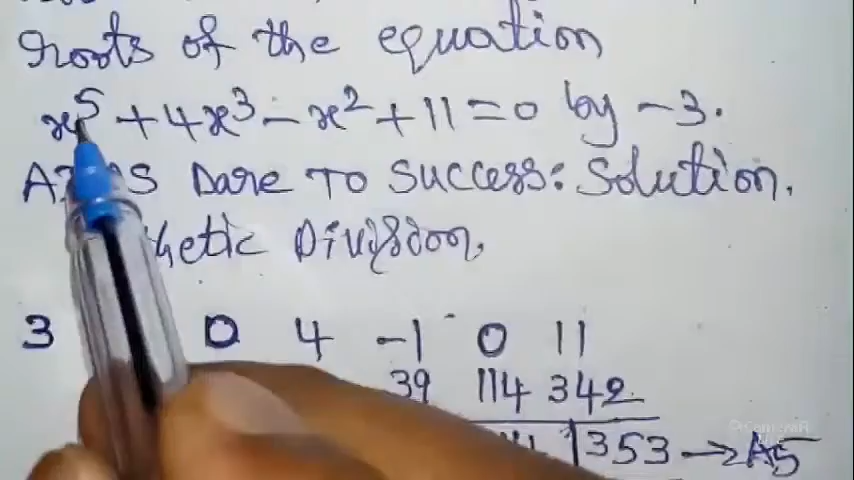 roots of the equation
x⁵ + 4x³ - x² + 11 = 0 by -3.
Dare To Success: Solution.
Division.
3 0 4 -1 0 11
39 114 342
353 → A5